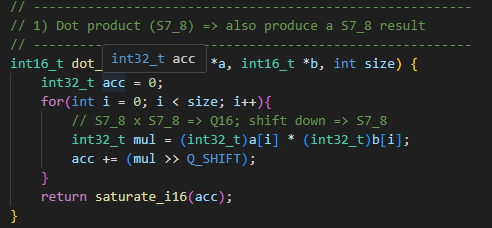 // ------------------------------------------------------
// 1) Dot product (S7_8) => also produce a S7_8 result
// ------------------------------------------------------
int16_t dot_ *a, int16_t *b, int size) {
int32_t acc
int32_t acc = 0;
for(int i = 0; i < size; i++){
// S7_8 x S7_8 => Q16; shift down => S7_8
int32_t mul = (int32_t)a[i] * (int32_t)b[i];
acc += (mul >> Q_SHIFT);
}
return saturate_i16(acc);
}